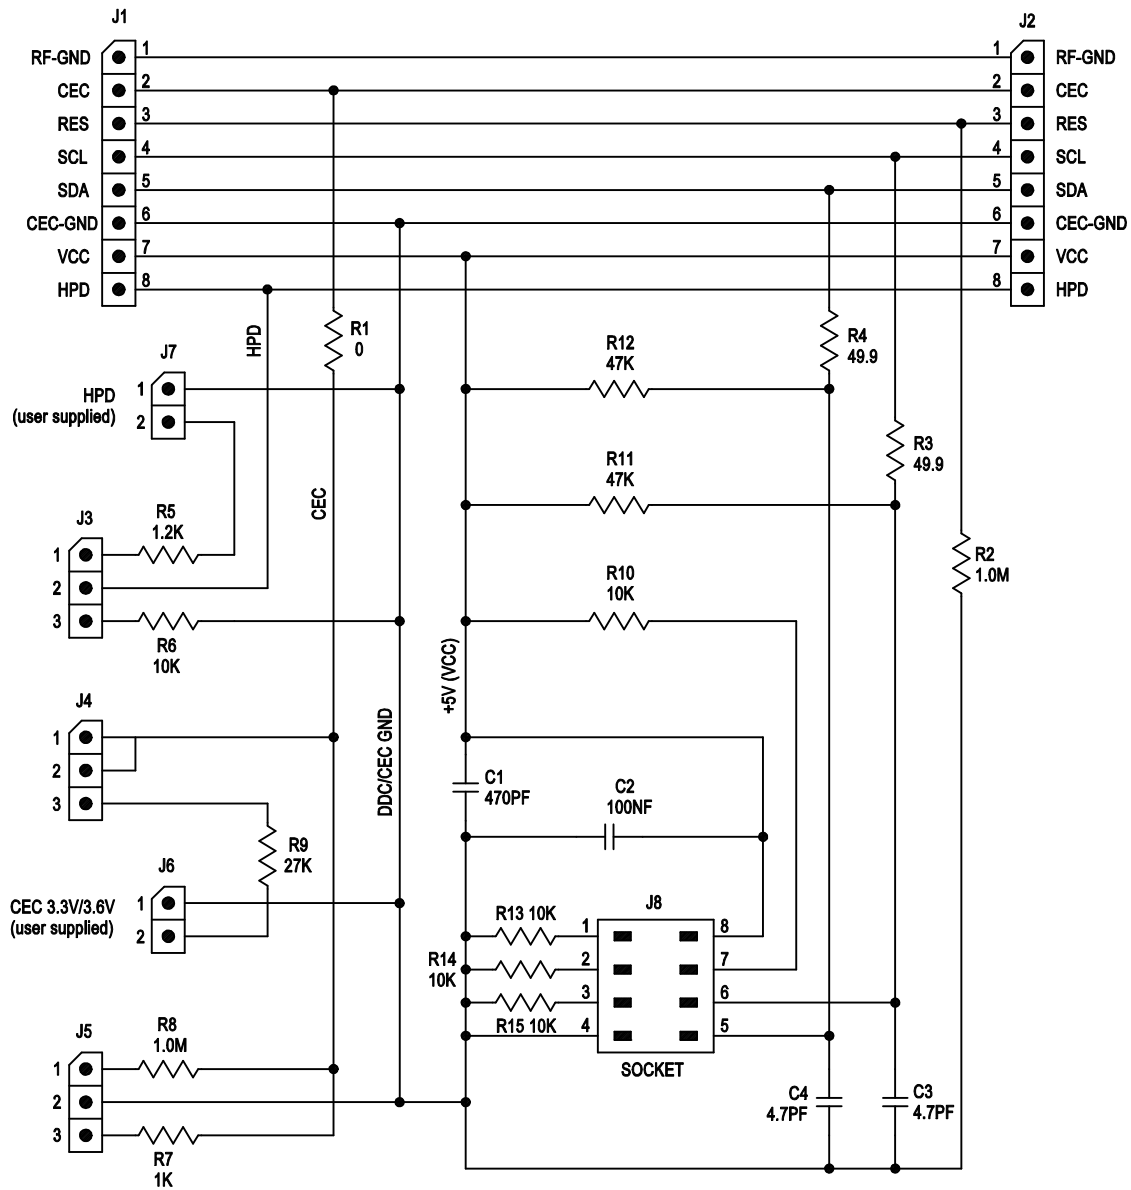 J1
J2
RF-GND 1 1 RF-GND
CEC 2 2 CEC
RES 3 3 RES
SCL 4 4 SCL
SDA 5 5 SDA
CEC-GND 6 6 CEC-GND
VCC 7 7 VCC
HPD 8 8 HPD
HPD
R1
0
R4
49.9
R12
47K
J7
HPD
(user supplied)
1
2
R3
49.9
R11
47K
CEC
J3
1
2
3
R5
1.2K
R6
10K
R2
1.0M
R10
10K
+5V (VCC)
DDC/CEC GND
J4
1
2
3
C1
470PF
C2
100NF
R9
27K
J6
CEC 3.3V/3.6V
(user supplied)
1
2
J8
R13 10K
R14
10K
R15 10K
1 8
2 7
3 6
4 5
SOCKET
J5
1
2
3
R8
1.0M
R7
1K
C4
4.7PF
C3
4.7PF